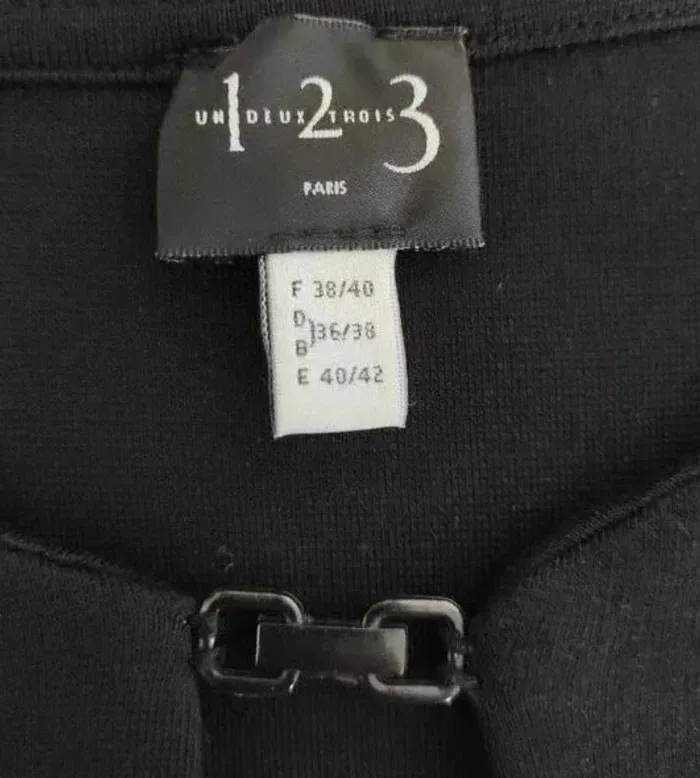 UN 1 DEUX 2 TROIS 3
PARIS
F 38/40
D
B }36/38
E 40/42